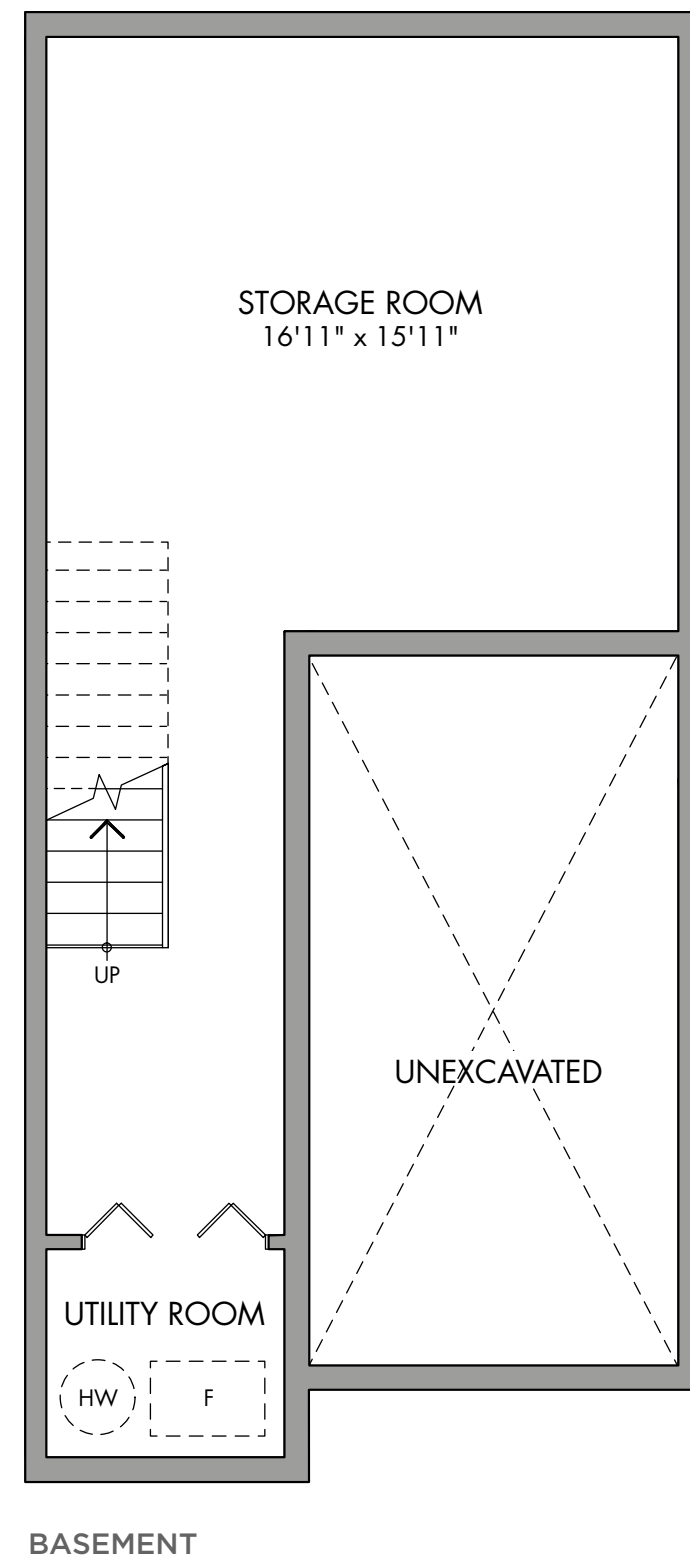 STORAGE ROOM
16'11" x 15'11"
UP
UNEXCAVATED
UTILITY ROOM
HW
F
BASEMENT